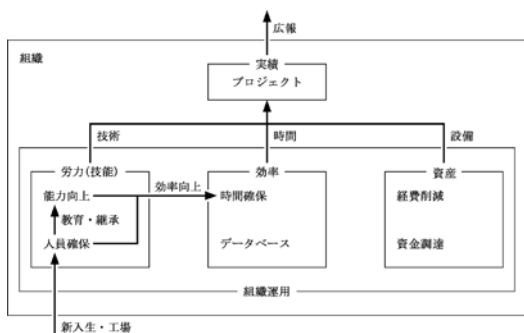 広報
組織
実績
プロジェクト
技術
時間
設備
労力(技能)
効率
資産
能力向上
効率向上
時間確保
経費削減
教育・継承
人員確保
データベース
資金調達
組織運用
新入生・工場